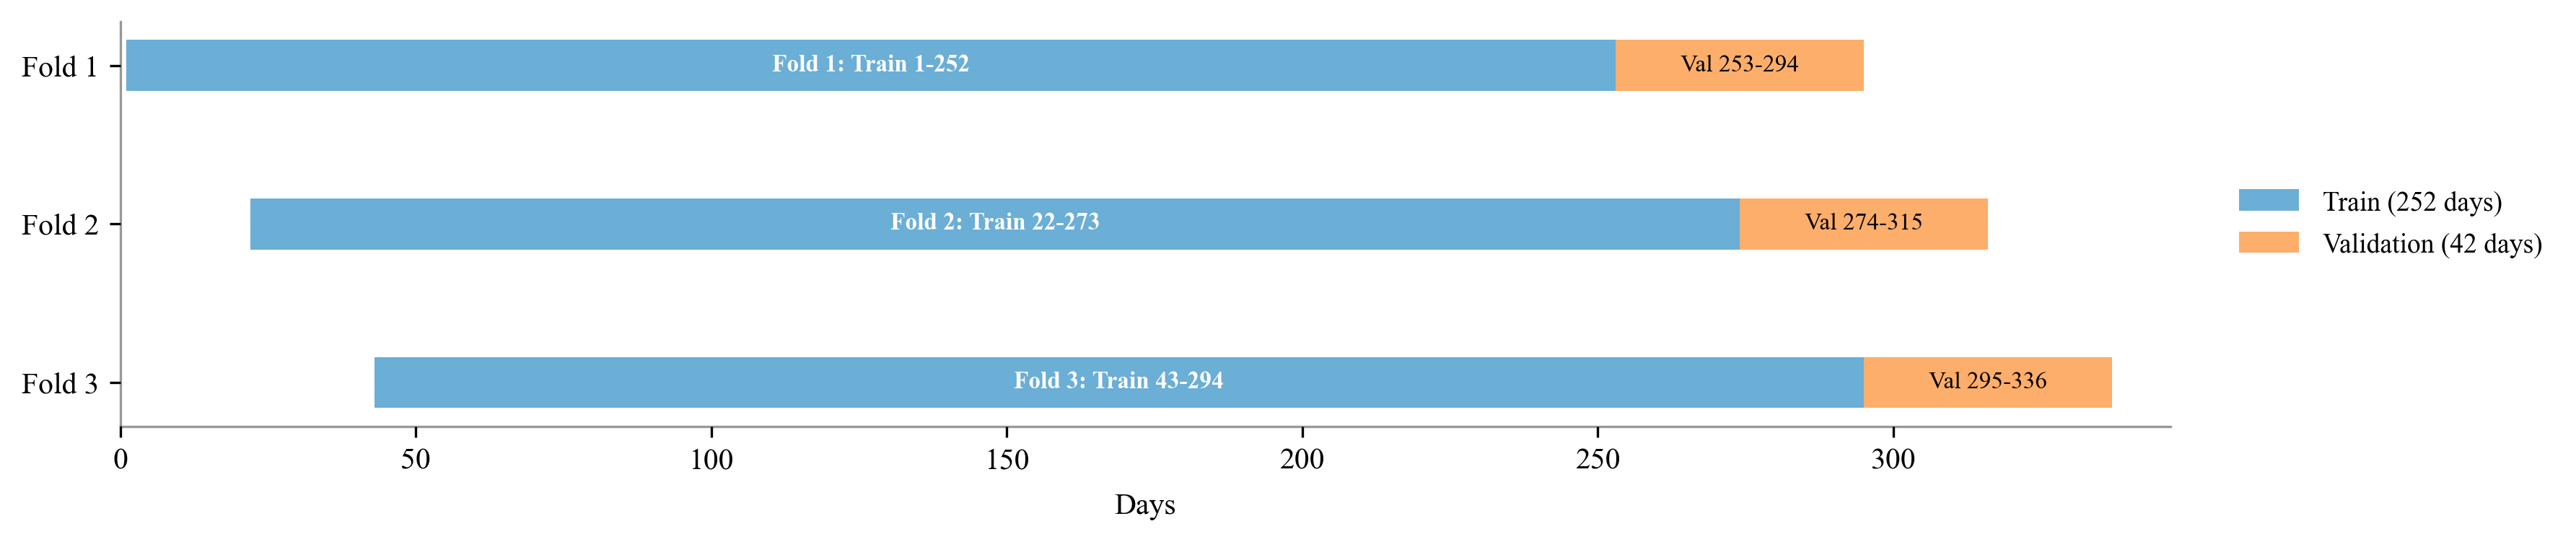 Fold 1
Fold 1: Train 1-252
Val 253-294
Fold 2
Fold 2: Train 22-273
Val 274-315
Fold 3
Fold 3: Train 43-294
Val 295-336
0 50 100 150 200 250 300
Days
Train (252 days)
Validation (42 days)